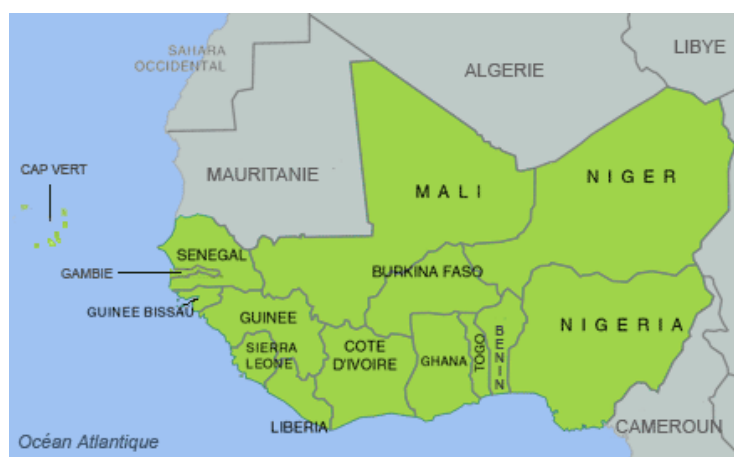 SAHARA
OCCIDENTAL
LIBYE
ALGERIE
CAP VERT
MAURITANIE
MALI
NIGER
SENEGAL
GAMBIE
BURKINA FASO
GUINEE BISSAU
GUINEE
NIGERIA
SIERRA
LEONE
COTE
D'IVOIRE
GHANA
TOGO
BENIN
LIBERIA
CAMEROUN
Océan Atlantique